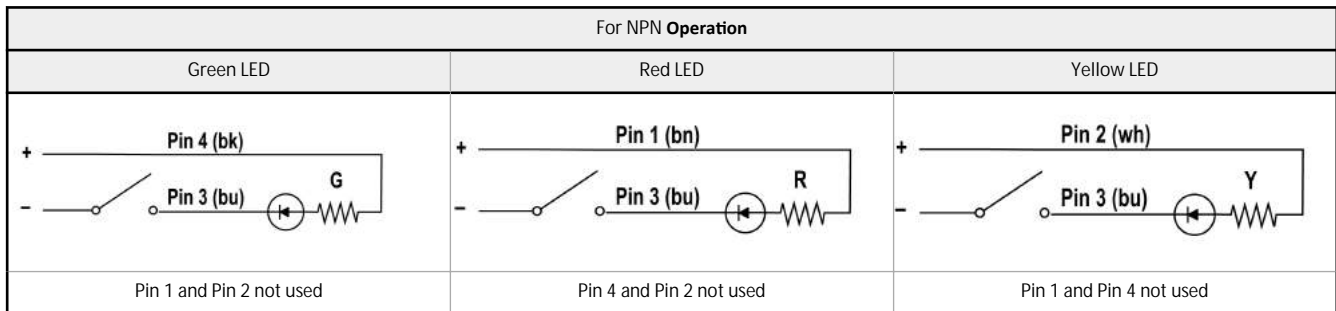 For NPN Operation
Green LED
Red LED
Yellow LED
+ Pin 4 (bk)
G
– Pin 3 (bu)
+ Pin 1 (bn)
R
– Pin 3 (bu)
+ Pin 2 (wh)
Y
– Pin 3 (bu)
Pin 1 and Pin 2 not used
Pin 4 and Pin 2 not used
Pin 1 and Pin 4 not used